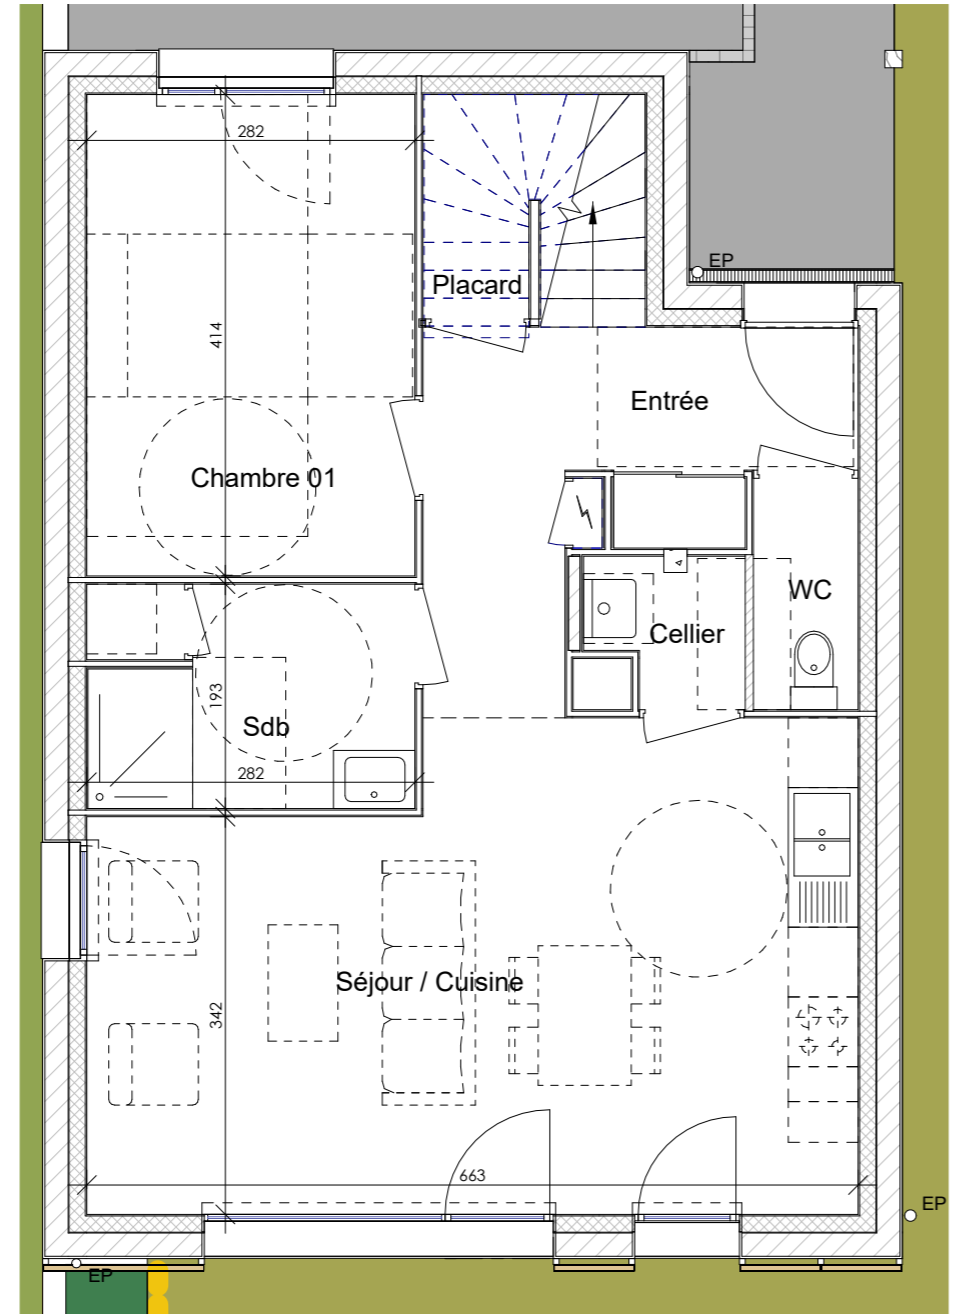 282
EP
Placard
414
Entrée
Chambre 01
WC
Cellier
193
Sdb
282
Séjour / Cuisine
342
663
EP
EP